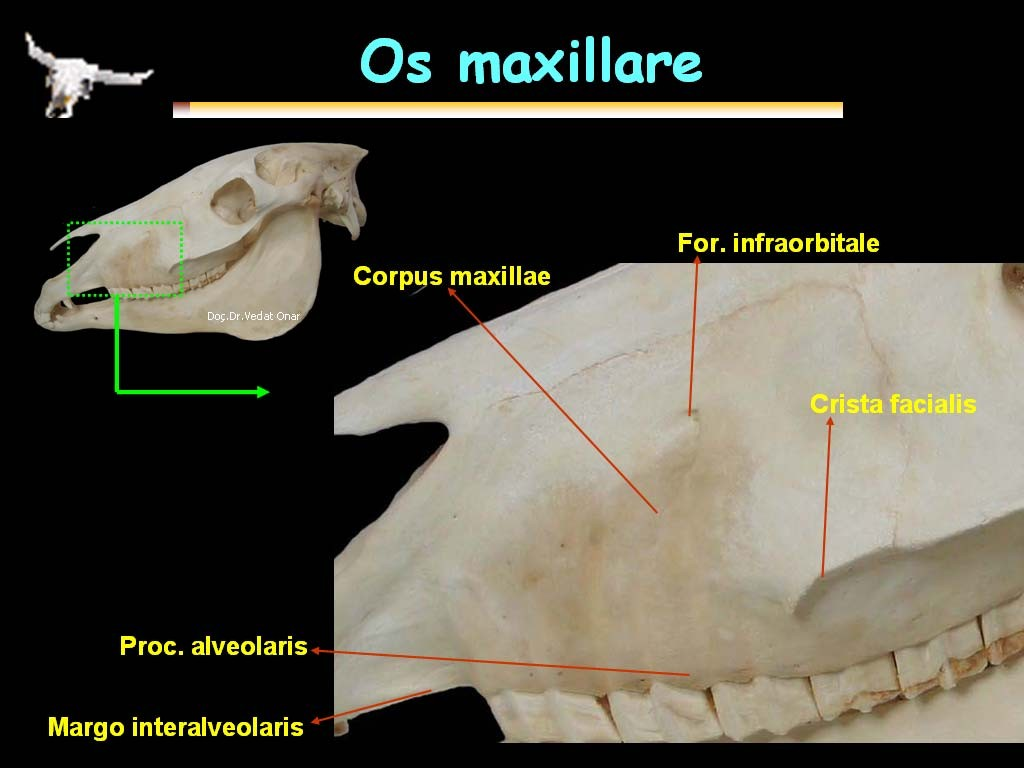 Os maxillare
For. infraorbitale
Corpus maxillae
Doç.Dr.Vedat Onar
Crista facialis
Proc. alveolaris
Margo interalveolaris